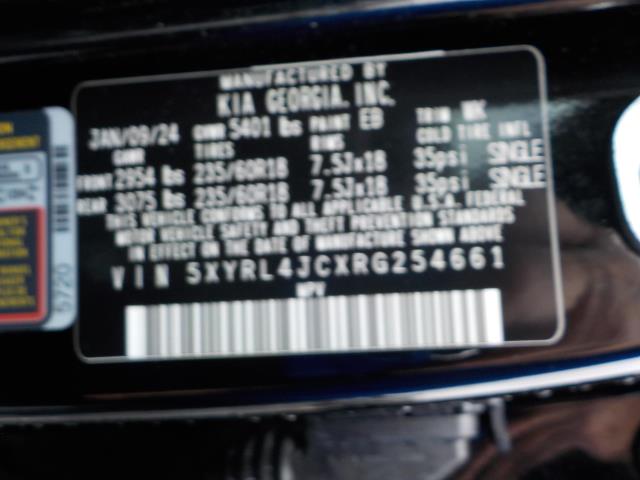 MANUFACTURED BY
KIA GEORGIA, INC.
JAN/09/24 GVWR 5401 lbs PAINT EB TRIM WK
GAWR TIRES RIMS COLD TIRE INFL
FRONT 2954 lbs 235/60R18 7.5Jx18 35psi SINGLE
REAR 3075 lbs 235/60R18 7.5Jx18 35psi SINGLE
THIS VEHICLE CONFORMS TO ALL APPLICABLE U.S.A. FEDERAL
MOTOR VEHICLE SAFETY AND THEFT PREVENTION STANDARDS
IN EFFECT ON THE DATE OF MANUFACTURE SHOWN ABOVE.
VIN 5XYRL4JCXRG254661
MPV
5720